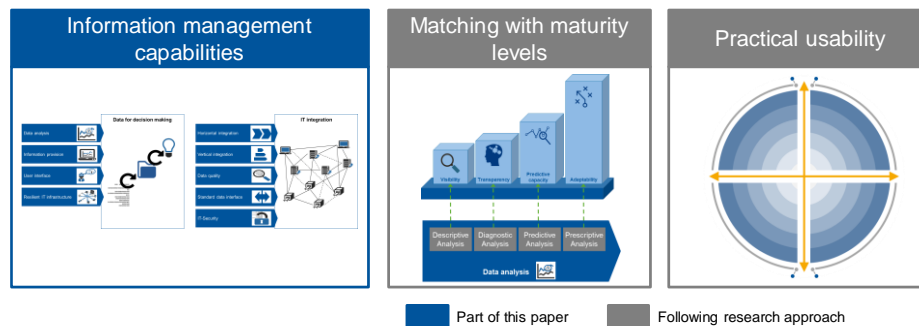 Information management
capabilities
Matching with maturity
levels
Practical usability
Data analysis
Information provision
User interface
Resilient IT infrastructure
Data for decision making
Horizontal integration
Vertical integration
Data quality
Standard data interface
IT-Security
IT integration
Visibility
Transparency
Predictive
capacity
Adaptability
Descriptive
Analysis
Diagnostic
Analysis
Predictive
Analysis
Prescriptive
Analysis
Data analysis
Part of this paper
Following research approach